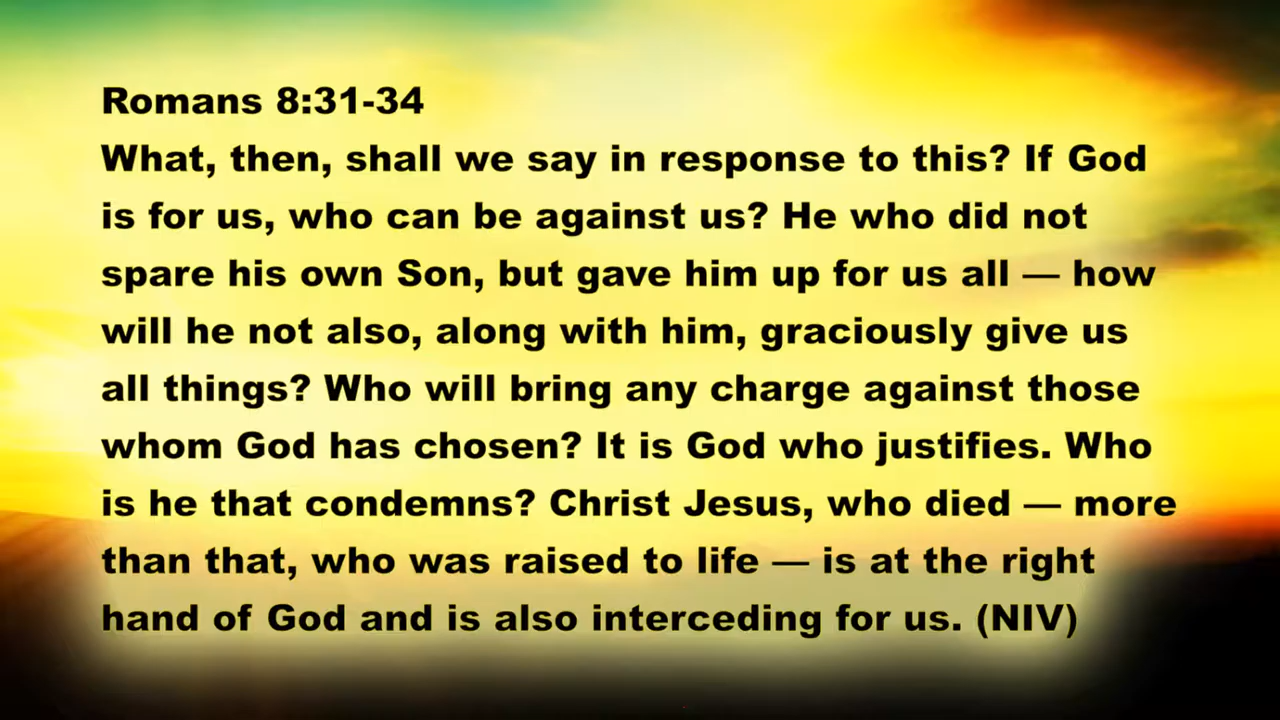 Romans 8:31-34
What, then, shall we say in response to this? If God
is for us, who can be against us? He who did not
spare his own Son, but gave him up for us all — how
will he not also, along with him, graciously give us
all things? Who will bring any charge against those
whom God has chosen? It is God who justifies. Who
is he that condemns? Christ Jesus, who died — more
than that, who was raised to life — is at the right
hand of God and is also interceding for us. (NIV)